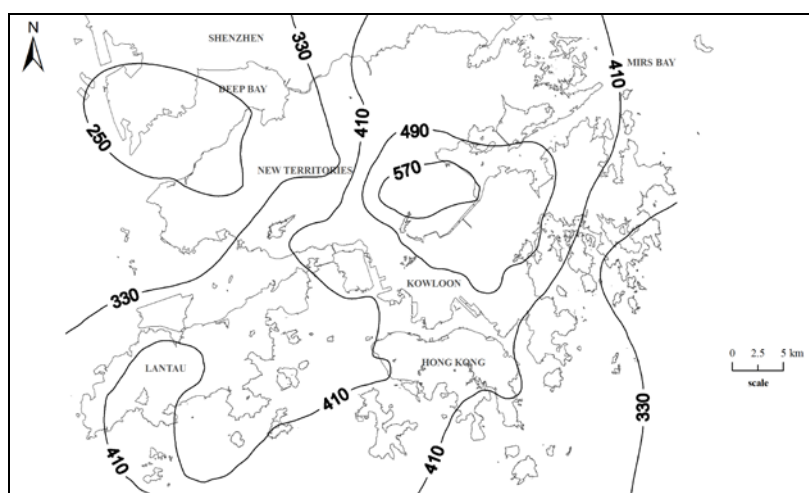 N
SHENZHEN
330
410
MIRS BAY
410
DEEP BAY
250
490
NEW TERRITORIES
570
330
KOWLOON
LANTAU
HONG KONG
0 2.5 5 km
scale
410
330
410
410